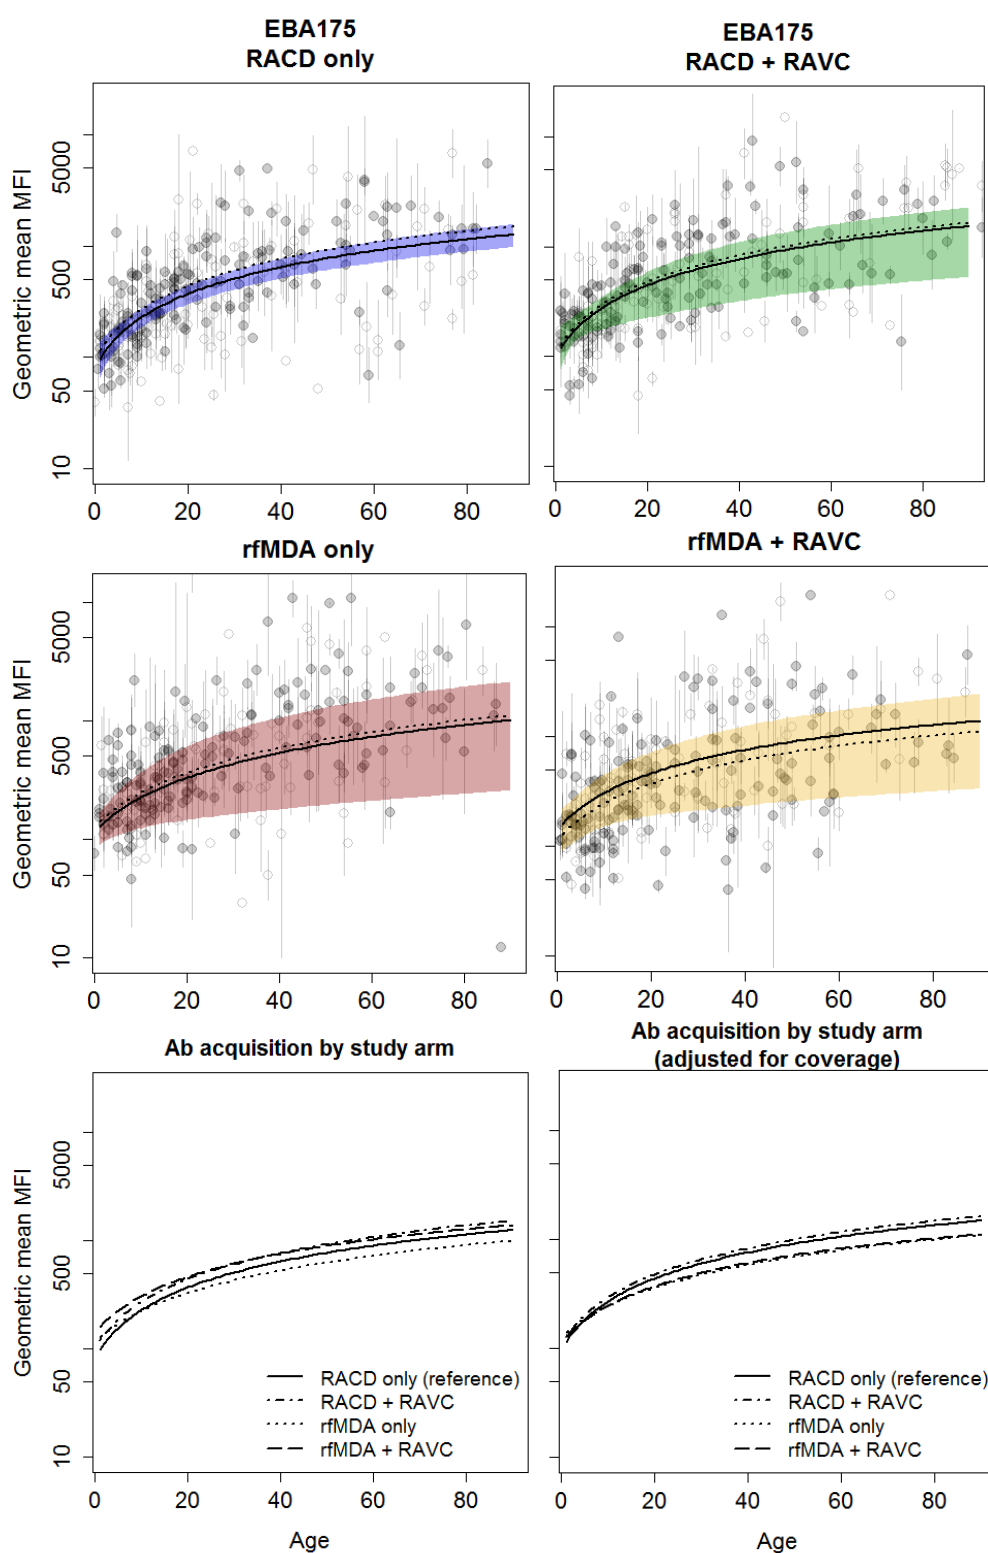 EBA175
RACD only
EBA175
RACD + RAVC
Geometric mean MFI
5000
500
50
10
0 20 40 60 80
0 20 40 60 80
rfMDA only
rfMDA + RAVC
Geometric mean MFI
5000
500
50
10
0 20 40 60 80
0 20 40 60 80
Ab acquisition by study arm
Ab acquisition by study arm
(adjusted for coverage)
Geometric mean MFI
5000
500
50
10
RACD only (reference)
RACD + RAVC
rfMDA only
rfMDA + RAVC
RACD only (reference)
RACD + RAVC
rfMDA only
rfMDA + RAVC
0 20 40 60 80
0 20 40 60 80
Age
Age